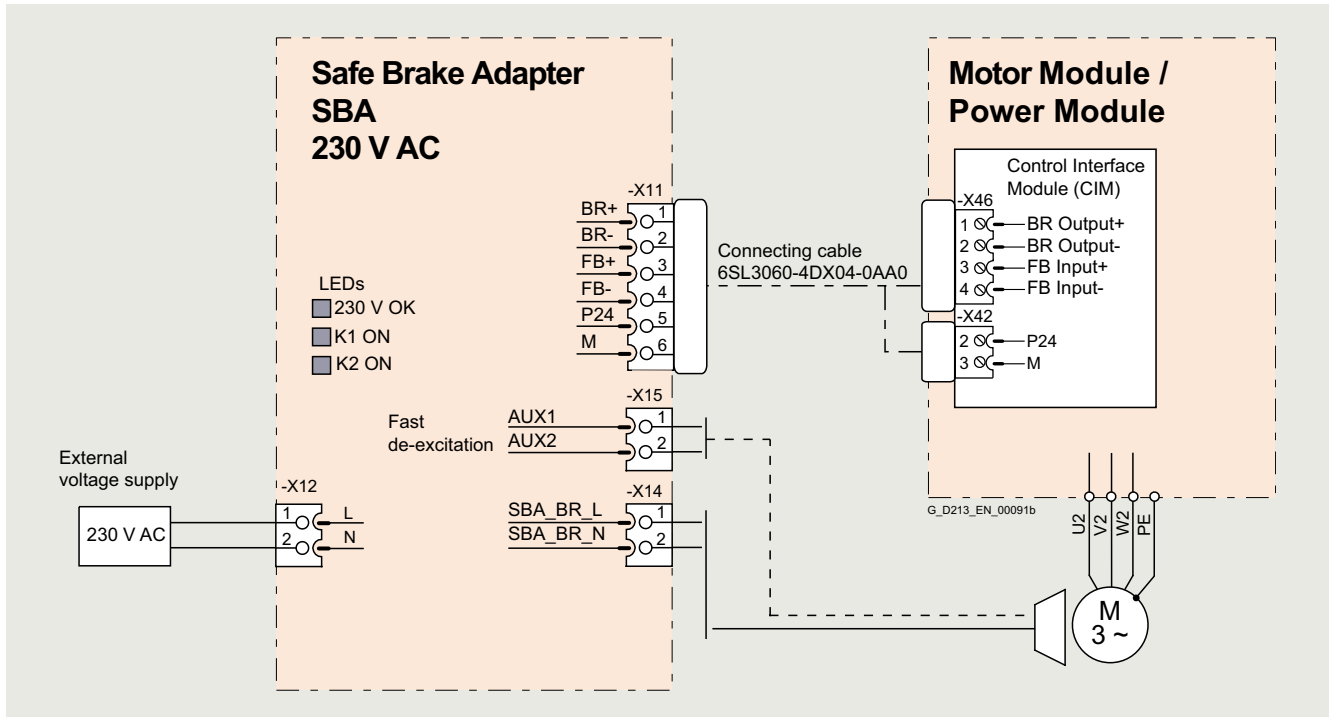 Safe Brake Adapter
SBA
230 V AC
LEDs
230 V OK
K1 ON
K2 ON
-X11
BR+ 1
BR- 2
FB+ 3
FB- 4
P24 5
M 6
Connecting cable
6SL3060-4DX04-0AA0
-X15
Fast
de-excitation
AUX1 1
AUX2 2
External
voltage supply
230 V AC
-X12
1 L
2 N
-X14
SBA_BR_L 1
SBA_BR_N 2
Motor Module /
Power Module
Control Interface
Module (CIM)
-X46
1 BR Output+
2 BR Output-
3 FB Input+
4 FB Input-
-X42
2 P24
3 M
G_D213_EN_00091b
U2
V2
W2
PE
M
3 ~